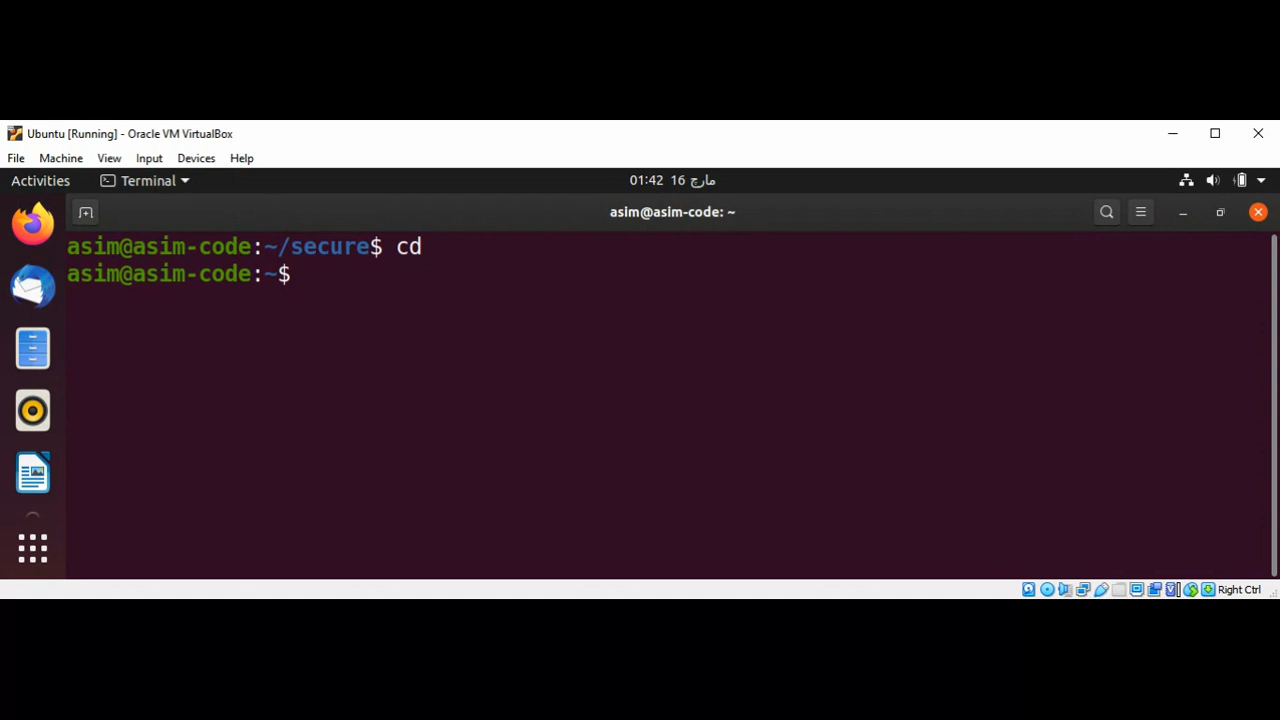 Ubuntu [Running] - Oracle VM VirtualBox
File Machine View Input Devices Help
Activities Terminal 01:42 16 مارچ
asim@asim-code: ~
asim@asim-code:~/secure$ cd
asim@asim-code:~$
Right Ctrl